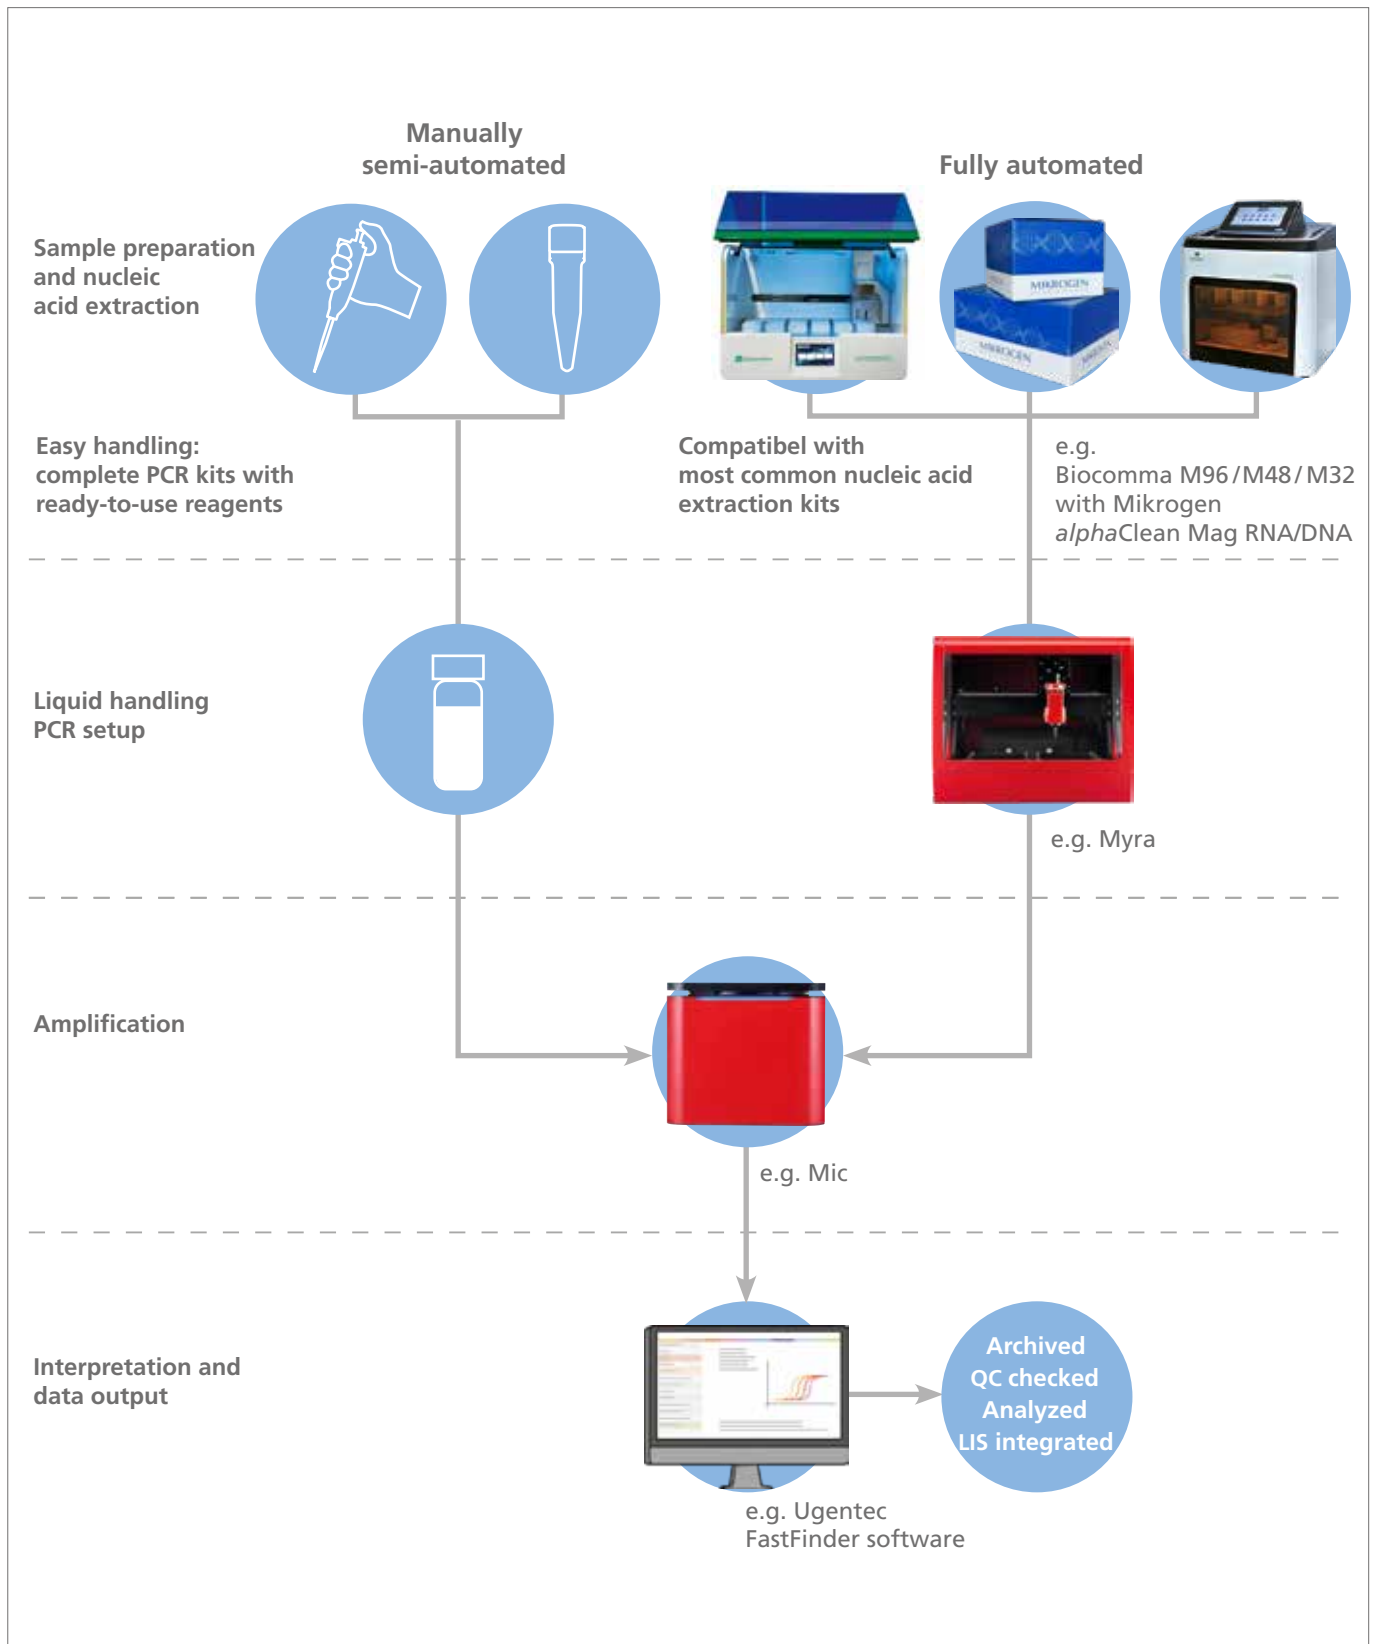 Manually
semi-automated
Fully automated
Sample preparation
and nucleic
acid extraction
MIKROGEN
MIKROGEN
Easy handling:
complete PCR kits with
ready-to-use reagents
Compatibel with
most common nucleic acid
extraction kits
e.g.
Biocomma M96/M48/M32
with Mikrogen
alphaClean Mag RNA/DNA
Liquid handling
PCR setup
e.g. Myra
Amplification
e.g. Mic
Interpretation and
data output
Archived
QC checked
Analyzed
LIS integrated
e.g. Ugentec
FastFinder software